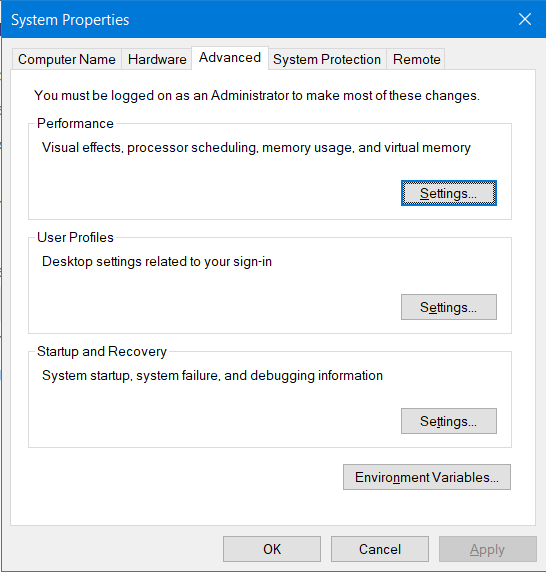 System Properties
Computer Name Hardware Advanced System Protection Remote
You must be logged on as an Administrator to make most of these changes.
Performance
Visual effects, processor scheduling, memory usage, and virtual memory
Settings...
User Profiles
Desktop settings related to your sign-in
Settings...
Startup and Recovery
System startup, system failure, and debugging information
Settings...
Environment Variables...
OK Cancel Apply